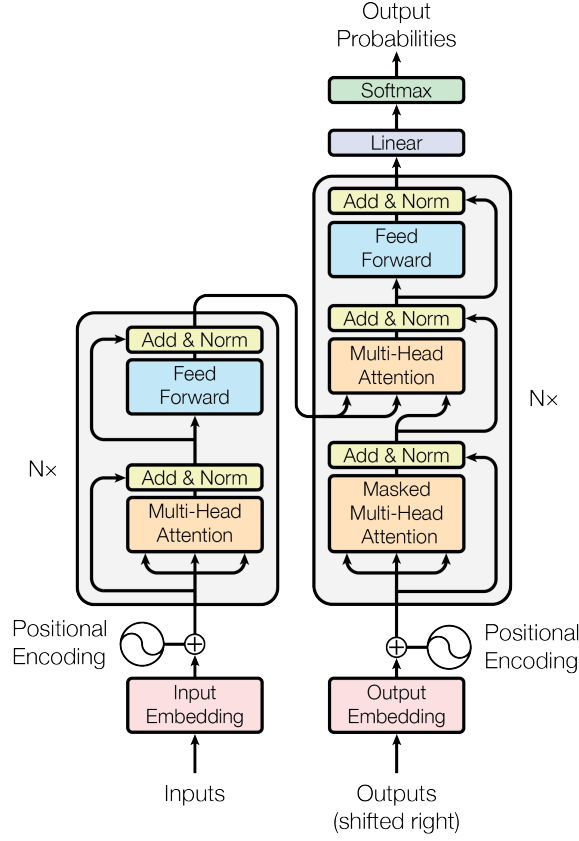 Output
Probabilities
Softmax
Linear
Add & Norm
Feed
Forward
Add & Norm
Multi-Head
Attention
Add & Norm
Masked
Multi-Head
Attention
N×
Add & Norm
Feed
Forward
Add & Norm
Multi-Head
Attention
N×
Positional
Encoding
Positional
Encoding
Input
Embedding
Output
Embedding
Inputs
Outputs
(shifted right)